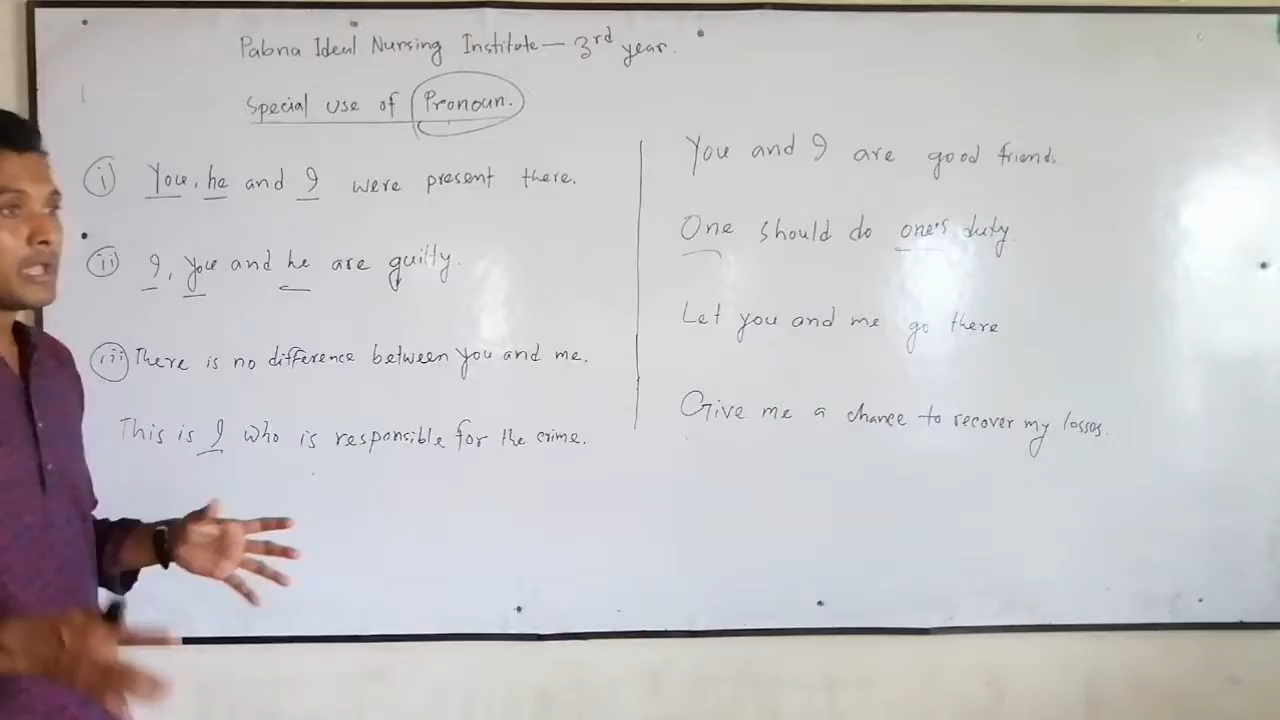 Pabna Ideal Nursing Institute — 3rd year.
Special use of Pronoun.
i) You, he and I were present there.
ii) I, you and he are guilty.
iii) There is no difference between you and me.
This is I who is responsible for the crime.
You and I are good friends.
One should do one's duty.
Let you and me go there
Give me a chance to recover my losses.